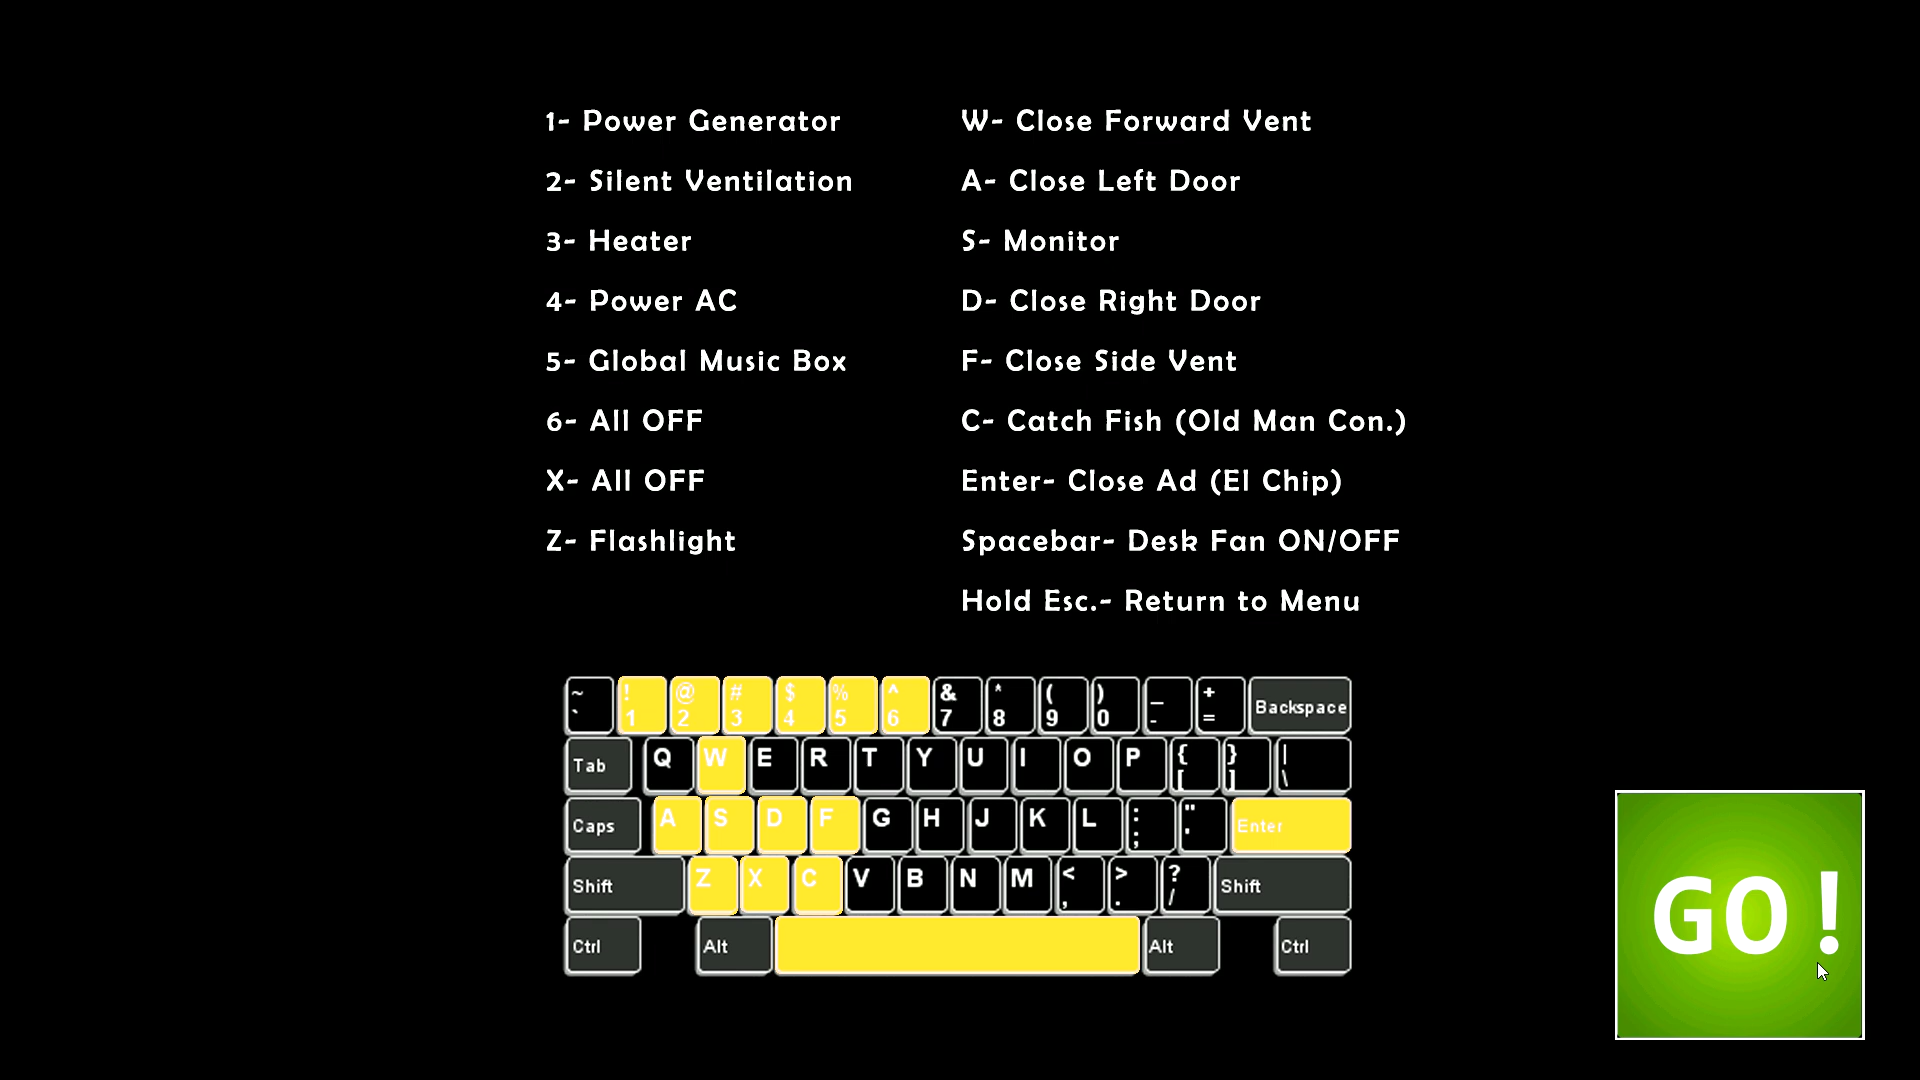 1- Power Generator
2- Silent Ventilation
3- Heater
4- Power AC
5- Global Music Box
6- All OFF
X- All OFF
Z- Flashlight
W- Close Forward Vent
A- Close Left Door
S- Monitor
D- Close Right Door
F- Close Side Vent
C- Catch Fish (Old Man Con.)
Enter- Close Ad (El Chip)
Spacebar- Desk Fan ON/OFF
Hold Esc.- Return to Menu
~ ! @ # $ % ^ & * ( ) _ + Backspace
` 1 2 3 4 5 6 7 8 9 0 - =
Tab Q W E R T Y U I O P { } |
[ ] \
Caps A S D F G H J K L : " Enter
; '
Shift Z X C V B N M < > ? Shift
, . /
Ctrl Alt Alt Ctrl
GO!